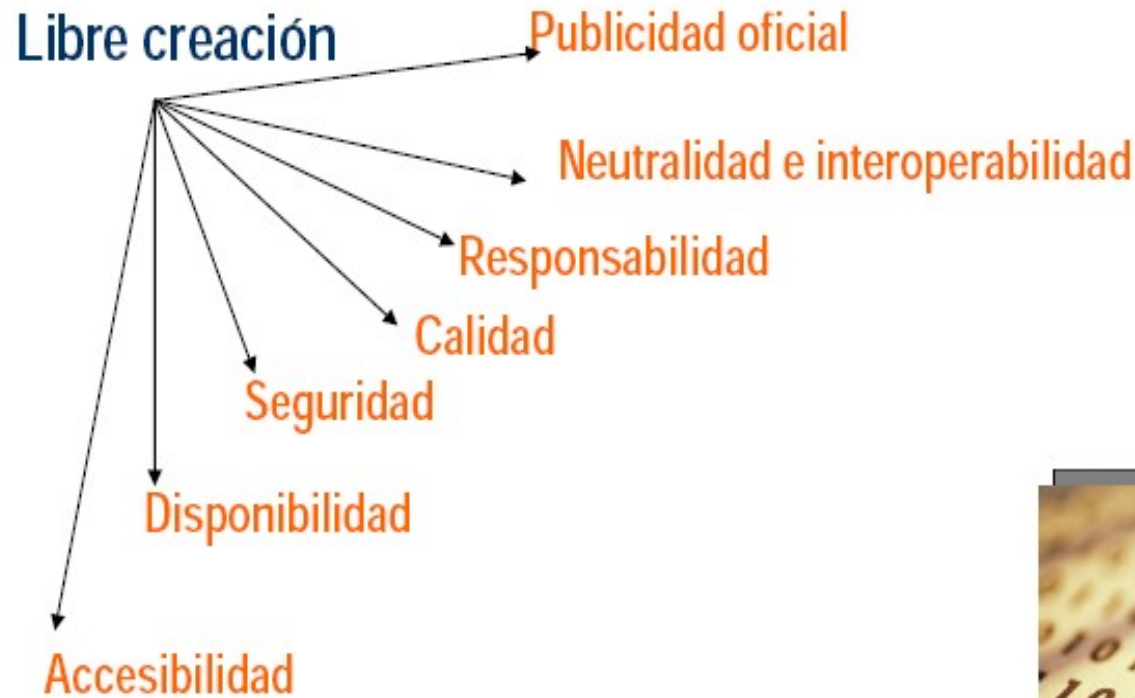 Libre creación
Publicidad oficial
Neutralidad e interoperabilidad
Responsabilidad
Calidad
Seguridad
Disponibilidad
Accesibilidad